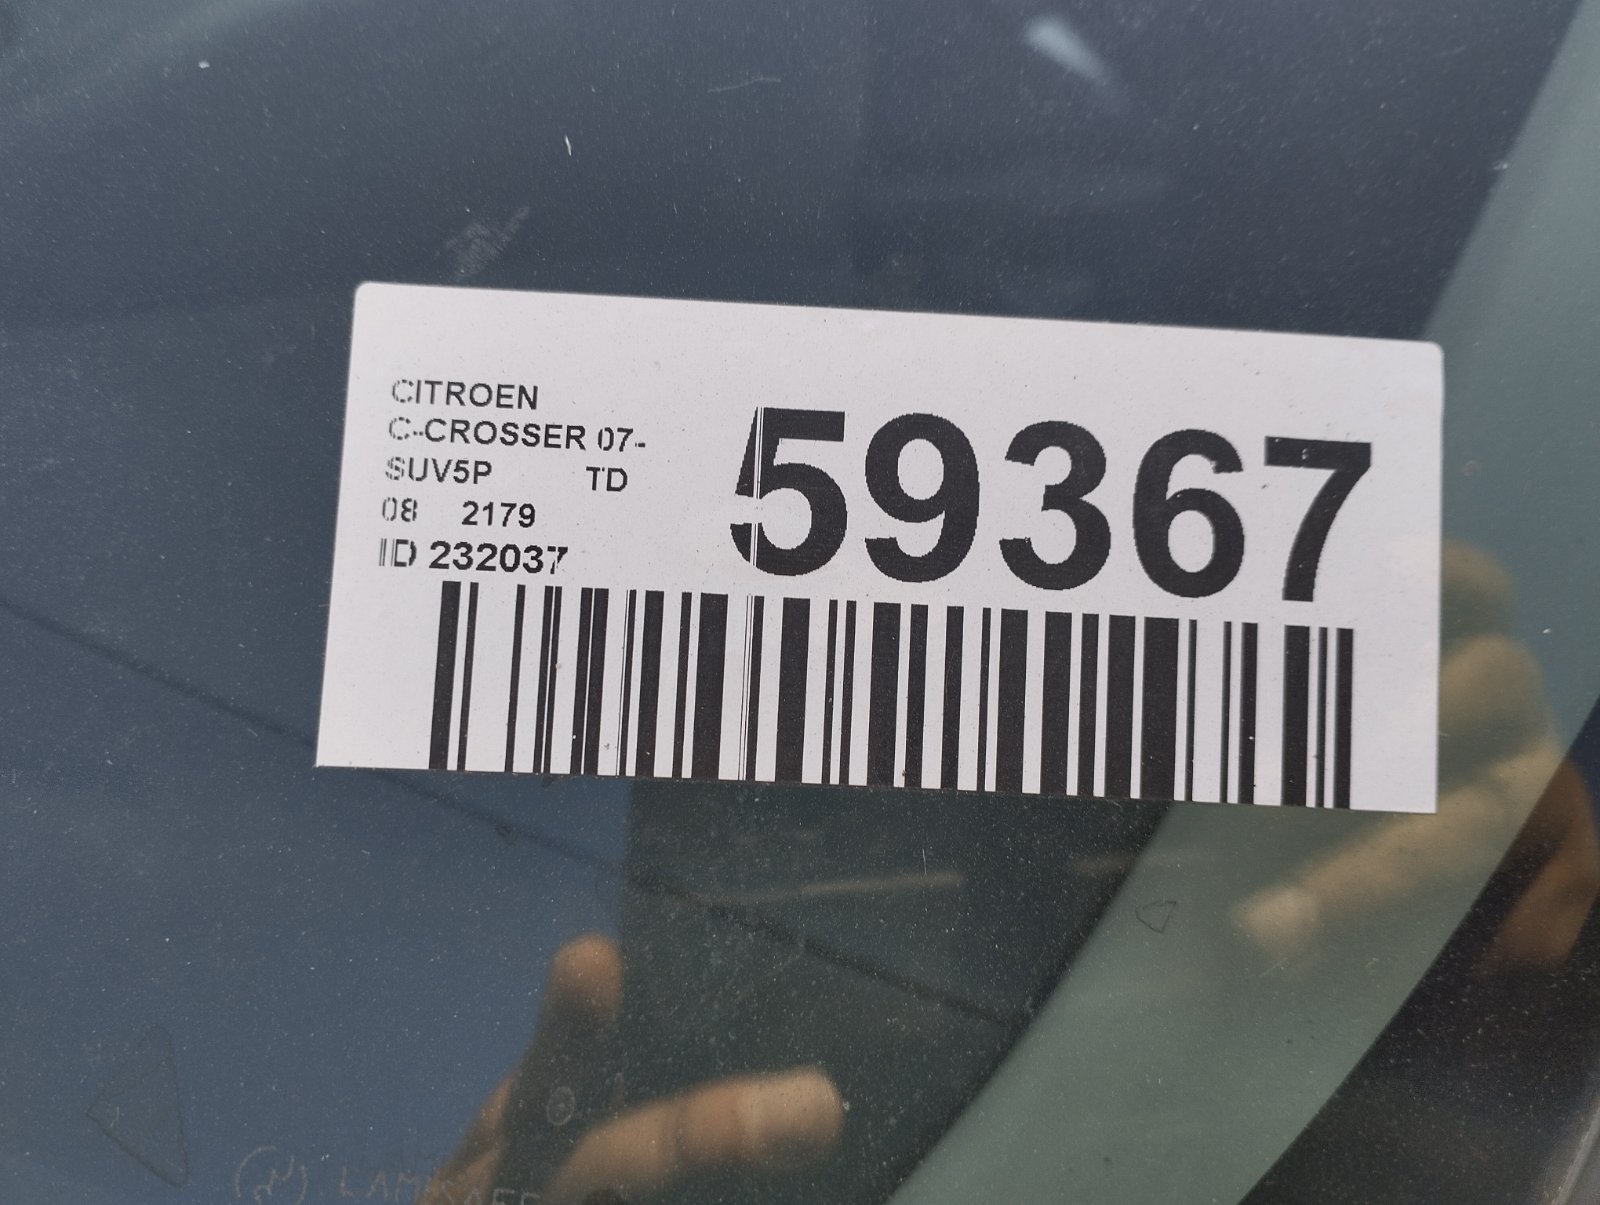 CITROEN
C-CROSSER 07-
SUV5P TD
08 2179
ID 232037
59367